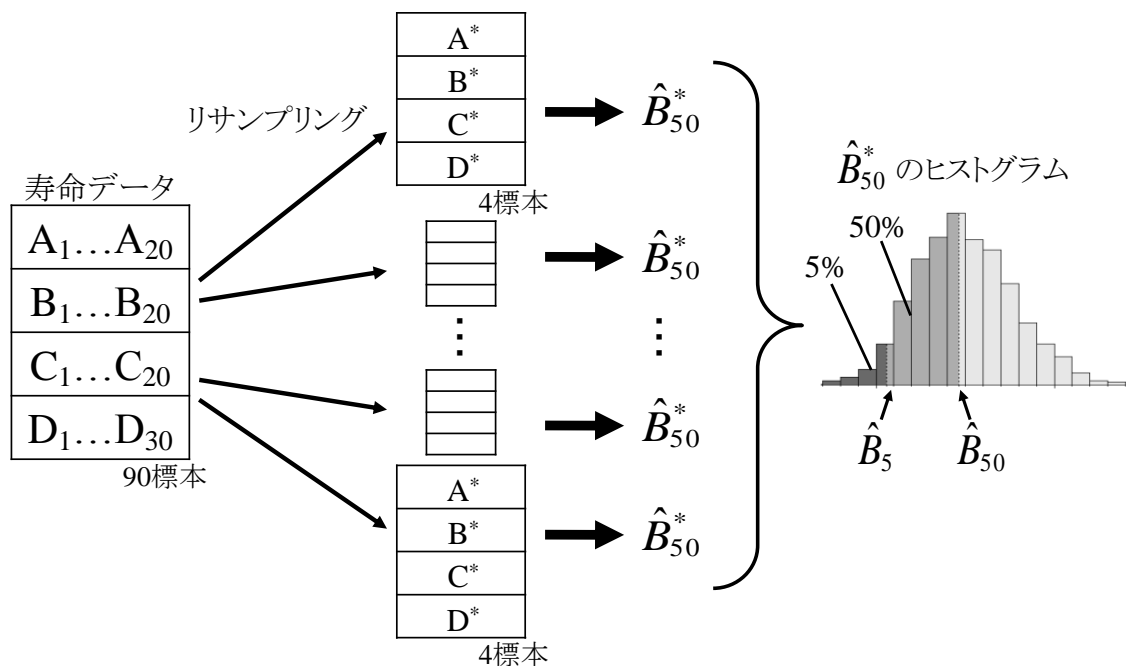 寿命データ
A₁…A₂₀
B₁…B₂₀
C₁…C₂₀
D₁…D₃₀
90標本
リサンプリング
A*
B*
C*
D*
4標本
⋮
A*
B*
C*
D*
4標本
B̂*₅₀
B̂*₅₀
⋮
B̂*₅₀
B̂*₅₀
B̂*₅₀ のヒストグラム
50%
5%
B̂₅
B̂₅₀